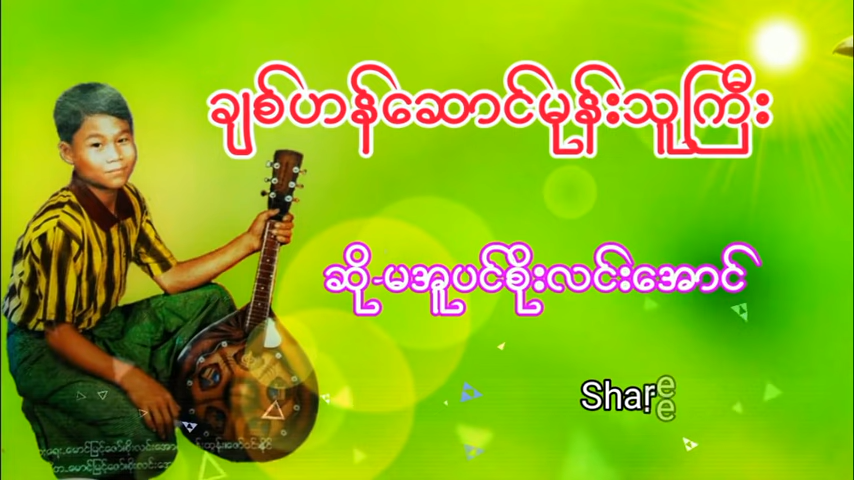 ချစ်ဟန်ဆောင်မုန်းသူကြီး
ဆို-မအူပင်စိုးလင်းအောင်
Share